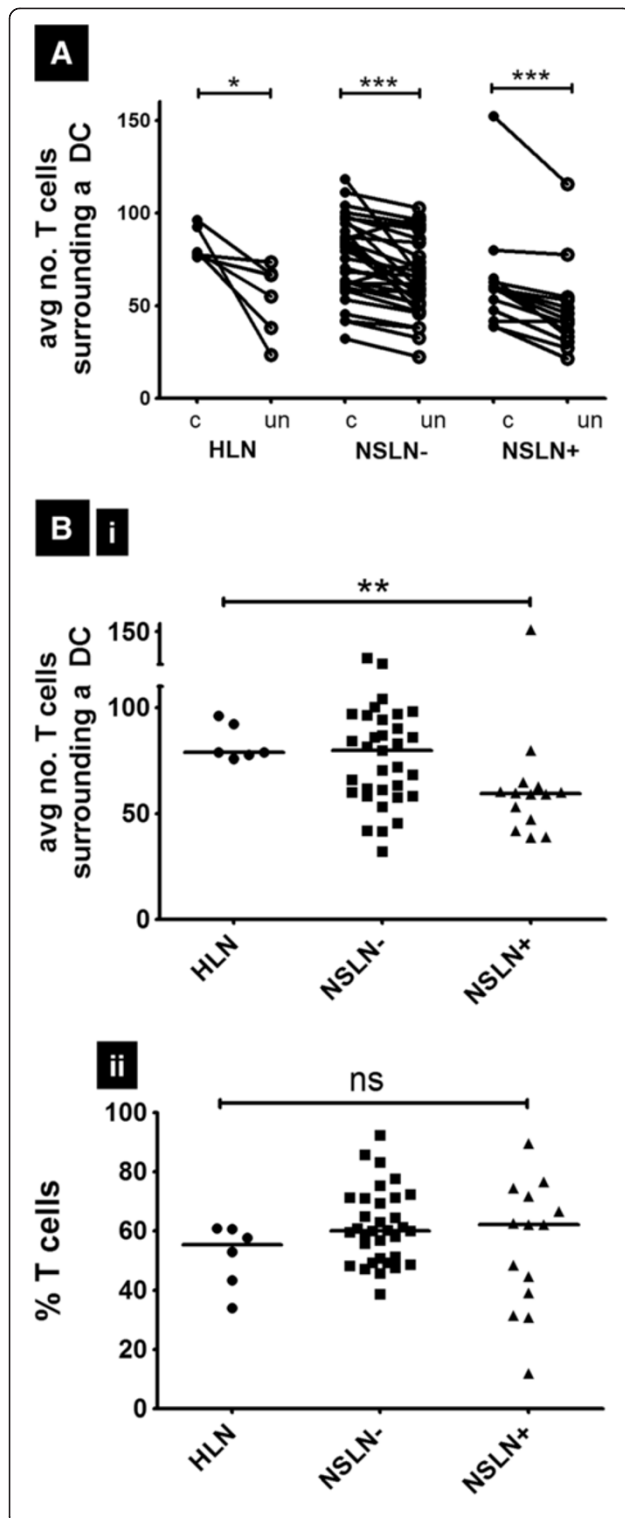 A
* *** ***
avg no. T cells
surrounding a DC
150
100
50
0
c un c un c un
HLN NSLN- NSLN+
B i
**
avg no. T cells
surrounding a DC
150
100
50
0
HLN NSLN- NSLN+
ii
ns
% T cells
100
80
60
40
20
0
HLN NSLN- NSLN+